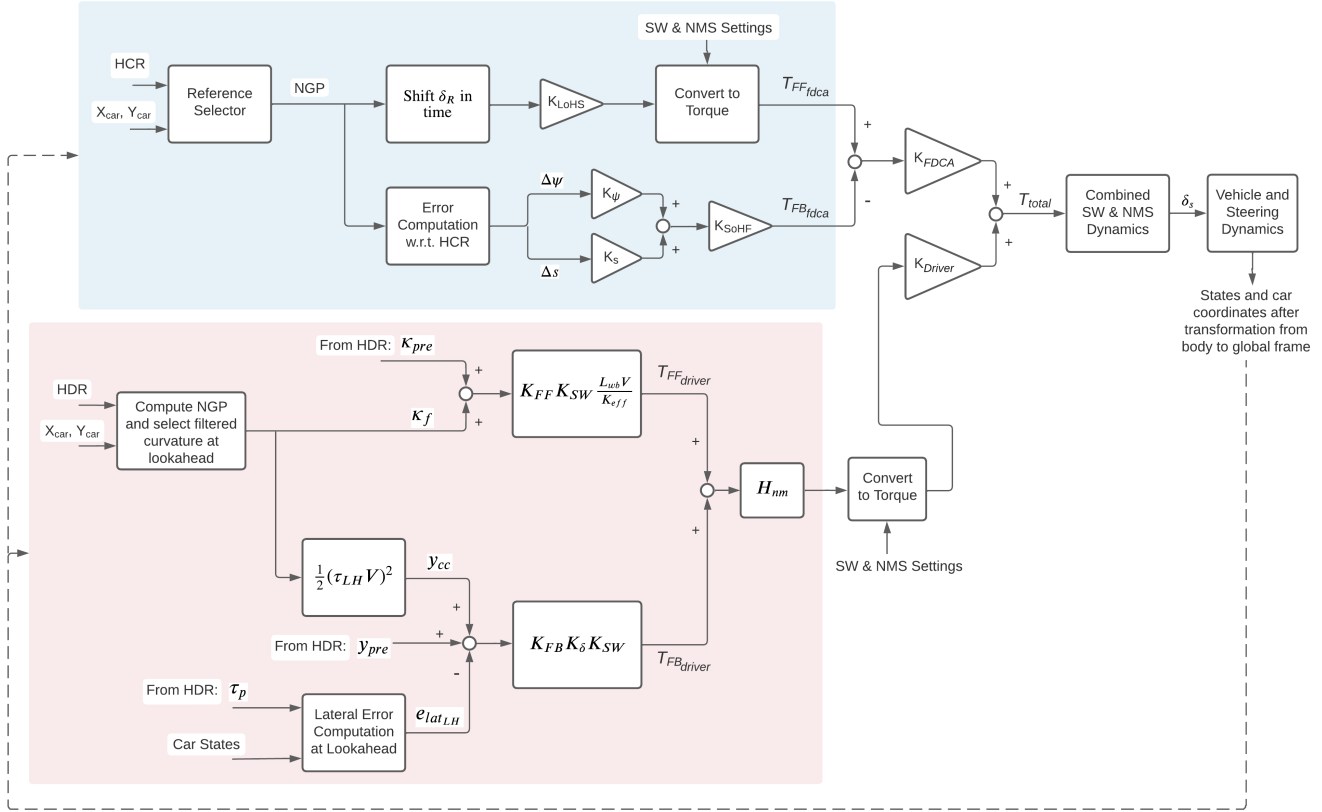 SW & NMS Settings
HCR
X_car, Y_car
Reference
Selector
NGP
Shift δ_R in
time
K_LoHS
Convert to
Torque
T_FF_fdca
+
K_FDCA
Error
Computation
w.r.t. HCR
Δψ
K_ψ
+
Δs
K_s
+
K_SoHF
T_FB_fdca
-
+
T_total
+
K_Driver
Combined
SW & NMS
Dynamics
δ_s
Vehicle and
Steering
Dynamics
States and car
coordinates after
transformation from
body to global frame
From HDR: κ_pre
+
HDR
X_car, Y_car
Compute NGP
and select filtered
curvature at
lookahead
κ_f
+
K_FF K_SW L_wb V / K_eff
T_FF_driver
+
H_nm
+
Convert
to Torque
SW & NMS Settings
½(τ_LH V)²
y_cc
+
From HDR: y_pre
+
-
K_FB K_δ K_SW
T_FB_driver
From HDR: τ_p
Car States
Lateral Error
Computation
at Lookahead
e_lat_LH